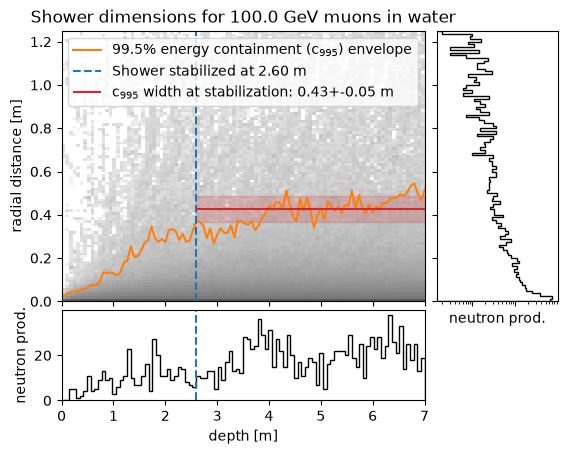 Shower dimensions for 100.0 GeV muons in water
99.5% energy containment (c₉₉₅) envelope
Shower stabilized at 2.60 m
c₉₉₅ width at stabilization: 0.43+-0.05 m
radial distance [m]
1.2
1.0
0.8
0.6
0.4
0.2
0.0
neutron prod.
neutron prod.
20
0
0 1 2 3 4 5 6 7
depth [m]